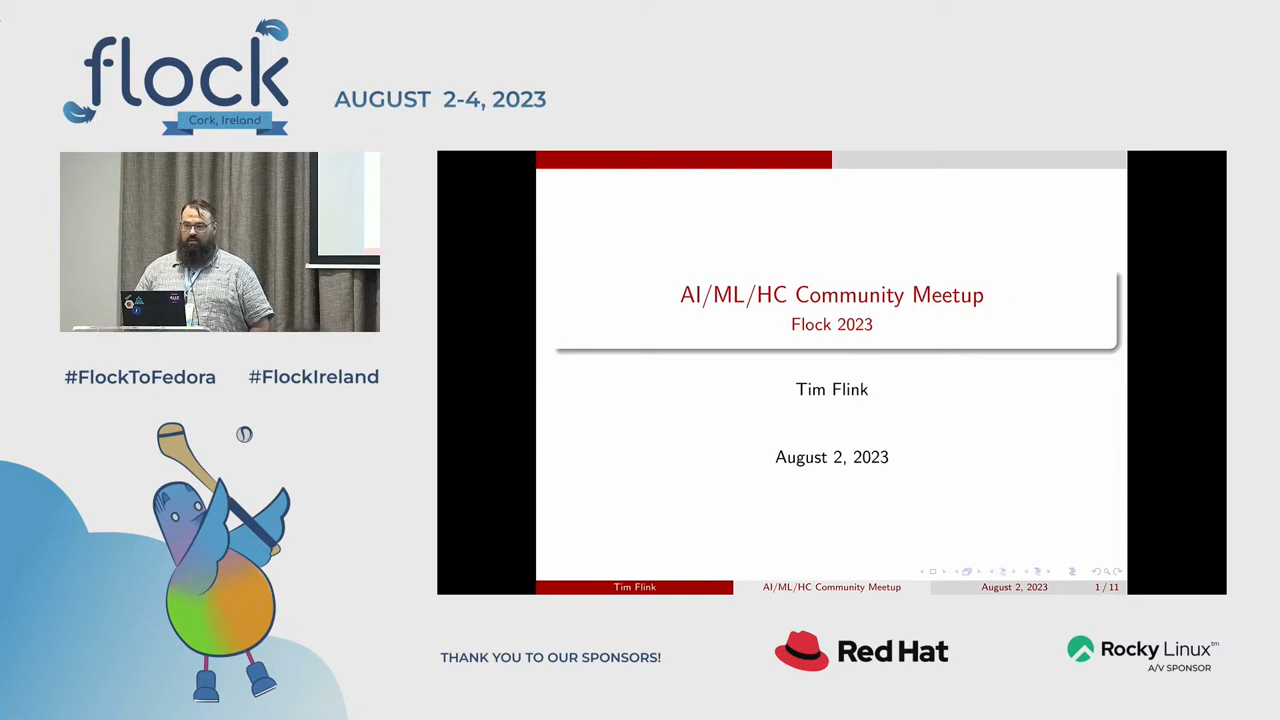 flock
Cork, Ireland
AUGUST 2-4, 2023
#FlockToFedora #FlockIreland
AI/ML/HC Community Meetup
Flock 2023
Tim Flink
August 2, 2023
Tim Flink AI/ML/HC Community Meetup August 2, 2023 1 / 11
THANK YOU TO OUR SPONSORS!
Red Hat
Rocky Linux™
A/V SPONSOR